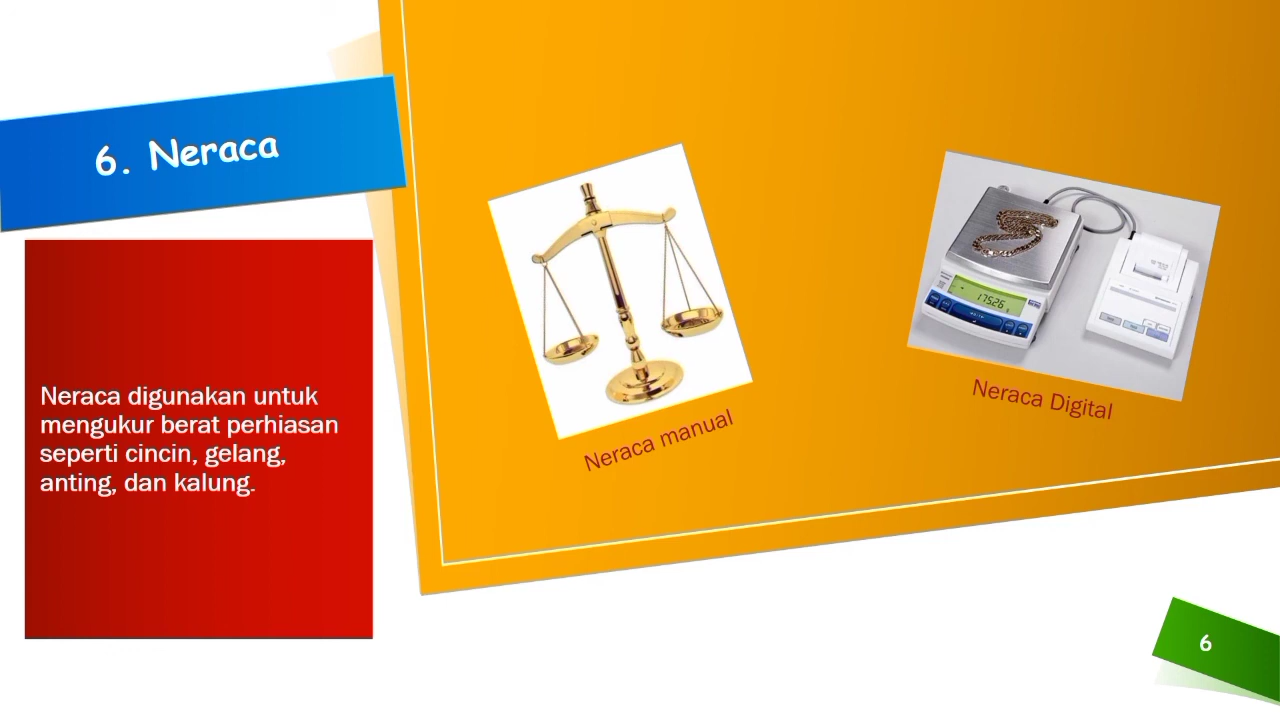 6. Neraca
Neraca digunakan untuk
mengukur berat perhiasan
seperti cincin, gelang,
anting, dan kalung.
Neraca manual
17526
Neraca Digital
6